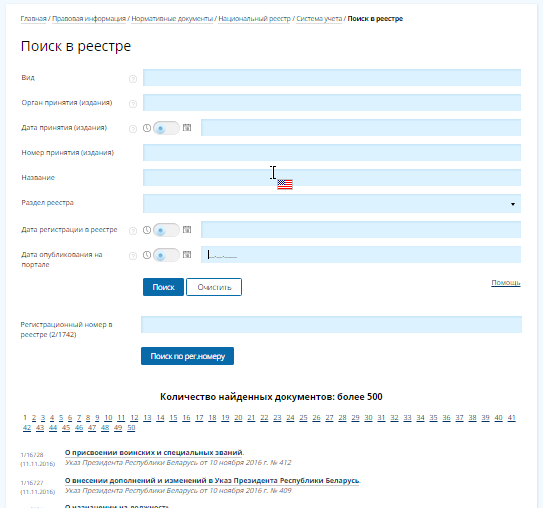 Главная / Правовая информация / Нормативные документы / Национальный реестр / Система учета / Поиск в реестре
Поиск в реестре
Вид ?
Орган принятия (издания) ?
Дата принятия (издания) ?
Номер принятия (издания)
Название
Раздел реестра
Дата регистрации в реестре ?
Дата опубликования на портале ?
Поиск Очистить Помощь
Регистрационный номер в
реестре (2/1742)
Поиск по рег.номеру
Количество найденных документов: более 500
1 2 3 4 5 6 7 8 9 10 11 12 13 14 15 16 17 18 19 20 21 22 23 24 25 26 27 28 29 30 31 32 33 34 35 36 37 38 39 40 41
42 43 44 45 46 47 48 49 50
1/16728 О присвоении воинских и специальных званий.
(11.11.2016) Указ Президента Республики Беларусь от 10 ноября 2016 г. № 412
1/16727 О внесении дополнений и изменений в Указ Президента Республики Беларусь.
(11.11.2016) Указ Президента Республики Беларусь от 10 ноября 2016 г. № 409